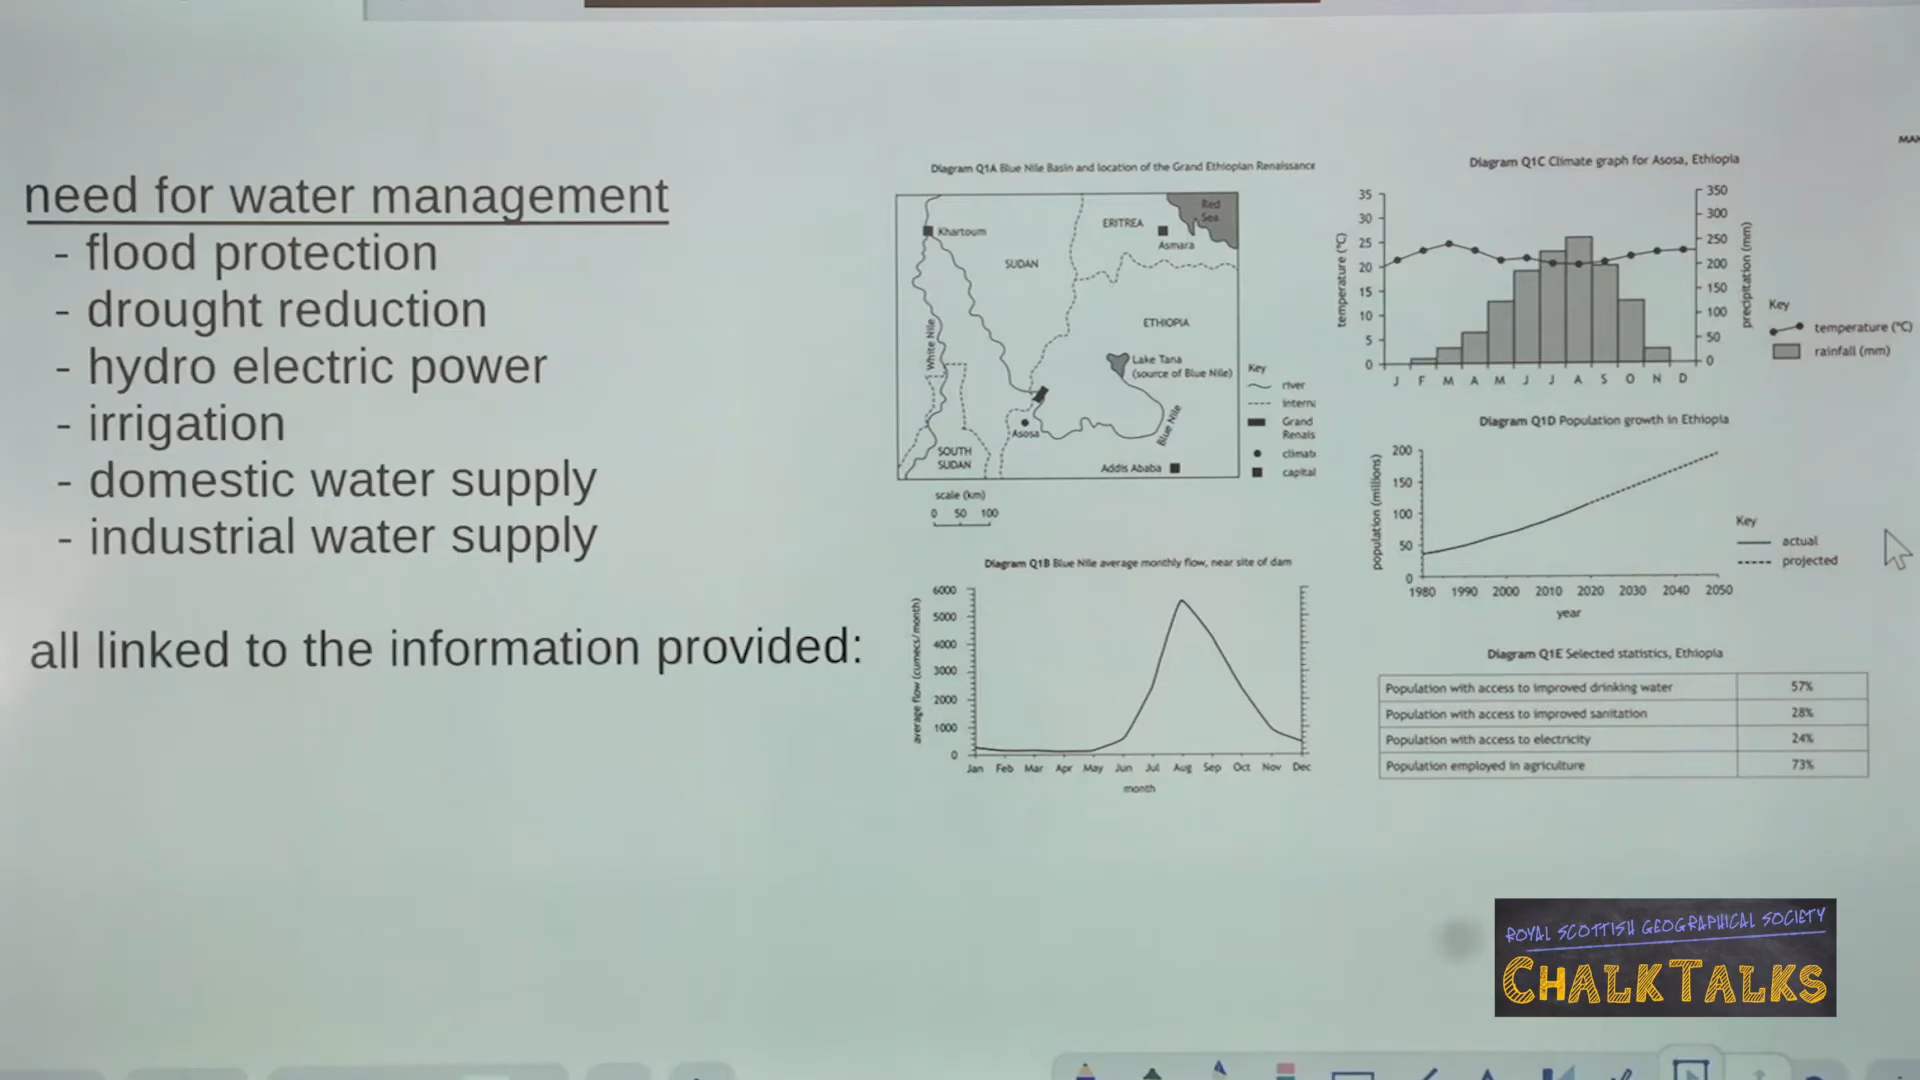 need for water management
- flood protection
- drought reduction
- hydro electric power
- irrigation
- domestic water supply
- industrial water supply
all linked to the information provided:
Diagram Q1A Blue Nile Basin and location of the Grand Ethiopian Renaissance
Khartoum
SUDAN
ERITREA
Red
Sea
Asmara
ETHIOPIA
White Nile
Lake Tana
(source of Blue Nile)
Blue Nile
Asosa
SOUTH
SUDAN
Addis Ababa
Key
river
interna
Grand
Renais
climat
capital
scale (km)
0 50 100
Diagram Q1B Blue Nile average monthly flow, near site of dam
average flow (cumecs/month)
6000
5000
4000
3000
2000
1000
0
Jan Feb Mar Apr May Jun Jul Aug Sep Oct Nov Dec
month
MAR
Diagram Q1C Climate graph for Asosa, Ethiopia
temperature (°C)
35
30
25
20
15
10
5
0
350
300
250
200
150
100
50
0
precipitation (mm)
J F M A M J J A S O N D
Key
temperature (°C)
rainfall (mm)
Diagram Q1D Population growth in Ethiopia
population (millions)
200
150
100
50
0
1980 1990 2000 2010 2020 2030 2040 2050
year
Key
actual
projected
Diagram Q1E Selected statistics, Ethiopia
Population with access to improved drinking water 57%
Population with access to improved sanitation 28%
Population with access to electricity 24%
Population employed in agriculture 73%
ROYAL SCOTTISH GEOGRAPHICAL SOCIETY
CHALKTALKS